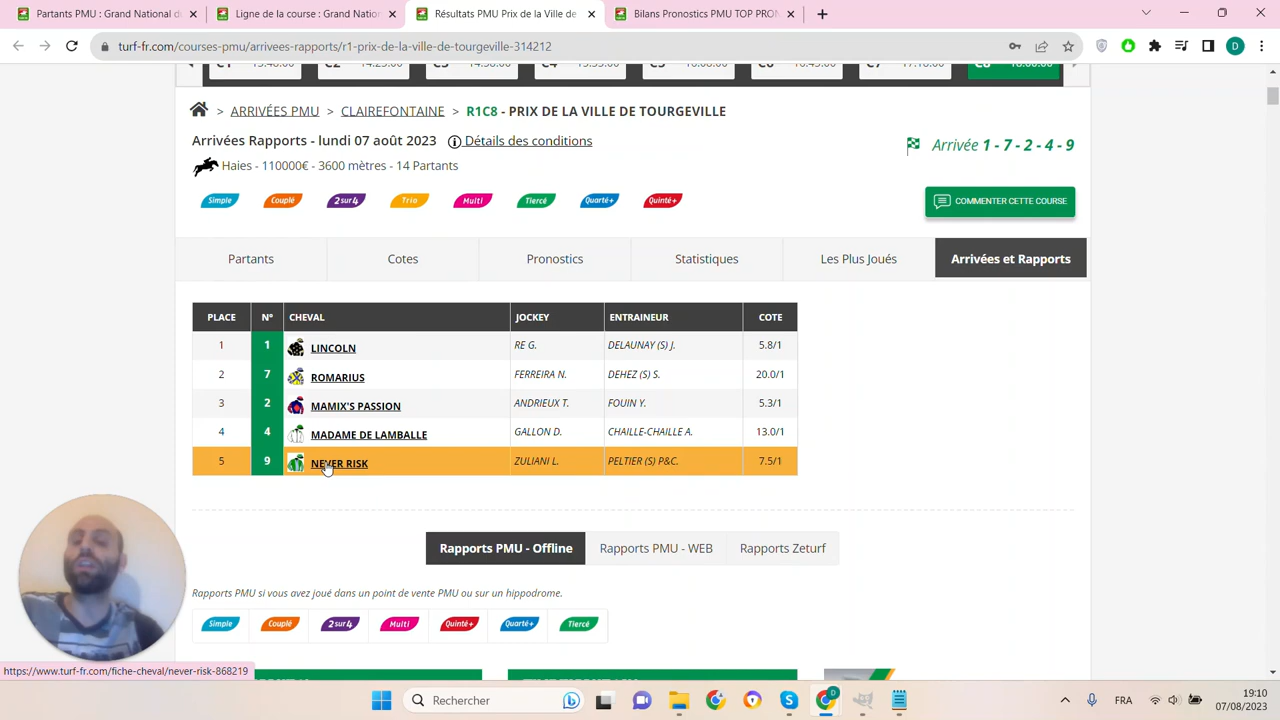 Partants PMU : Grand National d
Ligne de la course : Grand Natio
Résultats PMU Prix de la Ville de
Bilans Pronostics PMU TOP PRO
turf-fr.com/courses-pmu/arrivees-rapports/r1-prix-de-la-ville-de-tourgeville-314212
D
> ARRIVÉES PMU > CLAIREFONTAINE > R1C8 - PRIX DE LA VILLE DE TOURGEVILLE
Arrivées Rapports - lundi 07 août 2023 Détails des conditions
Arrivée 1 - 7 - 2 - 4 - 9
Haies - 110000€ - 3600 mètres - 14 Partants
Simple Couplé 2sur4 Trio Multi Tiercé Quarté+ Quinté+
COMMENTER CETTE COURSE
Partants Cotes Pronostics Statistiques Les Plus Joués Arrivées et Rapports
PLACE N° CHEVAL JOCKEY ENTRAINEUR COTE
1 1 LINCOLN RE G. DELAUNAY (S) J. 5.8/1
2 7 ROMARIUS FERREIRA N. DEHEZ (S) S. 20.0/1
3 2 MAMIX'S PASSION ANDRIEUX T. FOUIN Y. 5.3/1
4 4 MADAME DE LAMBALLE GALLON D. CHAILLE-CHAILLE A. 13.0/1
5 9 NEVER RISK ZULIANI L. PELTIER (S) P&C. 7.5/1
Rapports PMU - Offline Rapports PMU - WEB Rapports Zeturf
Rapports PMU si vous avez joué dans un point de vente PMU ou sur un hippodrome.
Simple Couplé 2sur4 Multi Quinté+ Quarté+ Tiercé
https://www.turf-fr.com/fiche-cheval/never-risk-868219
Rechercher
FRA
19:10
07/08/2023